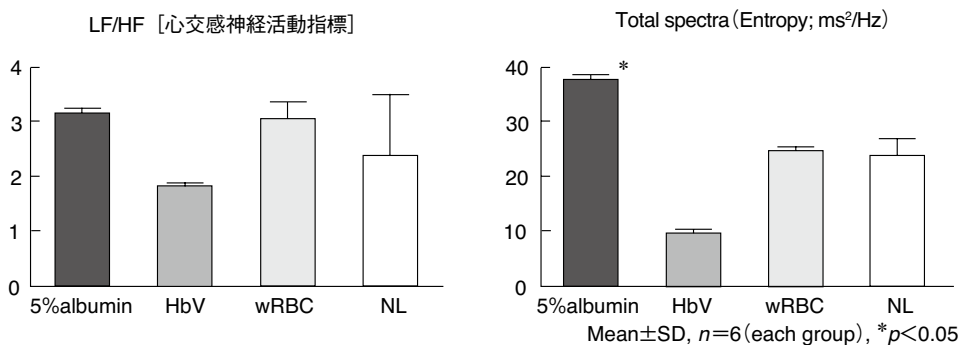 LF/HF［心交感神経活動指標］
4
3
2
1
0
5%albumin HbV wRBC NL
Total spectra（Entropy; ms²/Hz）
40
30
20
10
0
*
5%albumin HbV wRBC NL
Mean±SD, n＝6（each group）, *p＜0.05